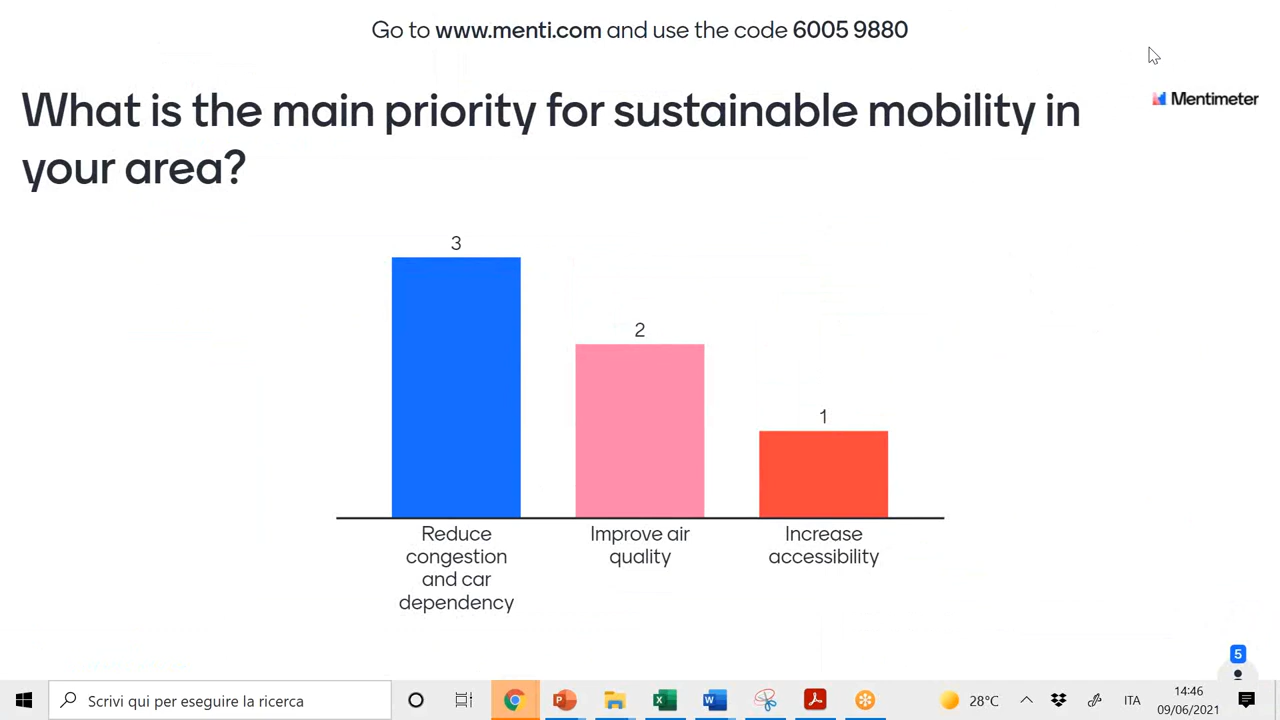 Go to www.menti.com and use the code 6005 9880
Mentimeter
What is the main priority for sustainable mobility in
your area?
3
2
1
Reduce
congestion
and car
dependency
Improve air
quality
Increase
accessibility
5
Scrivi qui per eseguire la ricerca
28°C
ITA
14:46
09/06/2021